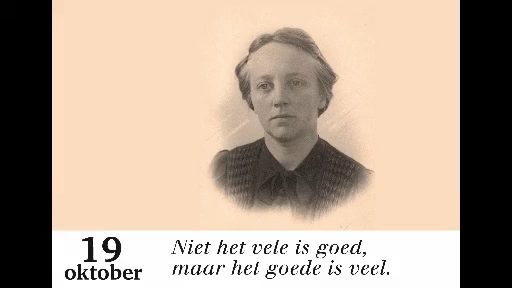 19
oktober
Niet het vele is goed,
maar het goede is veel.